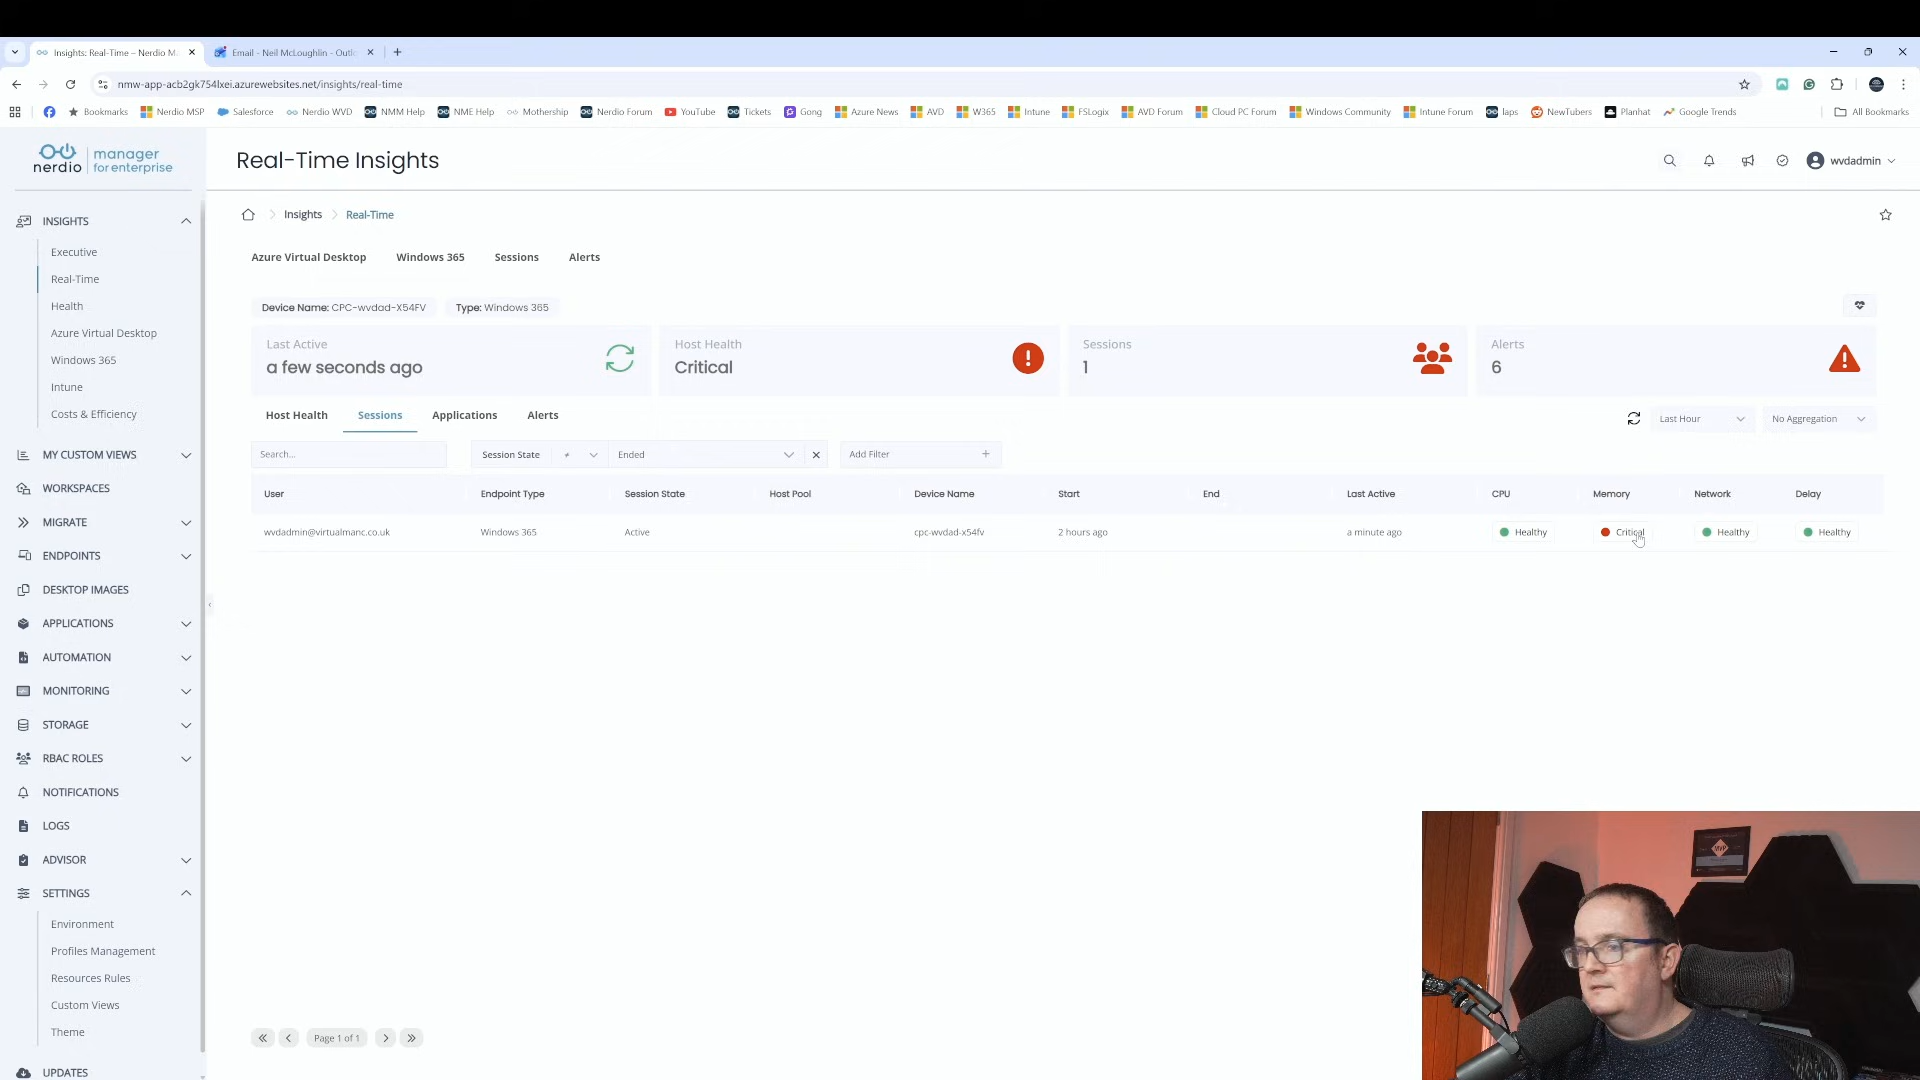 Insights: Real-Time – Nerdio M
Email - Neil McLoughlin - Outlo
nmw-app-acb2gk754lxei.azurewebsites.net/insights/real-time
Bookmarks
Nerdio MSP
Salesforce
Nerdio WVD
NMM Help
NME Help
Mothership
Nerdio Forum
YouTube
Tickets
Gong
Azure News
AVD
W365
Intune
FSLogix
AVD Forum
Cloud PC Forum
Windows Community
Intune Forum
laps
NewTubers
Planhat
Google Trends
All Bookmarks
nerdio
manager
for enterprise
Real-Time Insights
wvdadmin
INSIGHTS
Executive
Real-Time
Health
Azure Virtual Desktop
Windows 365
Intune
Costs & Efficiency
MY CUSTOM VIEWS
WORKSPACES
MIGRATE
ENDPOINTS
DESKTOP IMAGES
APPLICATIONS
AUTOMATION
MONITORING
STORAGE
RBAC ROLES
NOTIFICATIONS
LOGS
ADVISOR
SETTINGS
Environment
Profiles Management
Resources Rules
Custom Views
Theme
UPDATES
Insights
Real-Time
Azure Virtual Desktop
Windows 365
Sessions
Alerts
Device Name: CPC-wvdad-X54FV
Type: Windows 365
Last Active
a few seconds ago
Host Health
Critical
Sessions
1
Alerts
6
Host Health
Sessions
Applications
Alerts
Last Hour
No Aggregation
Search...
Session State
≠
Ended
Add Filter
User
Endpoint Type
Session State
Host Pool
Device Name
Start
End
Last Active
CPU
Memory
Network
Delay
wvdadmin@virtualmanc.co.uk
Windows 365
Active
cpc-wvdad-x54fv
2 hours ago
a minute ago
Healthy
Critical
Healthy
Healthy
Page 1 of 1